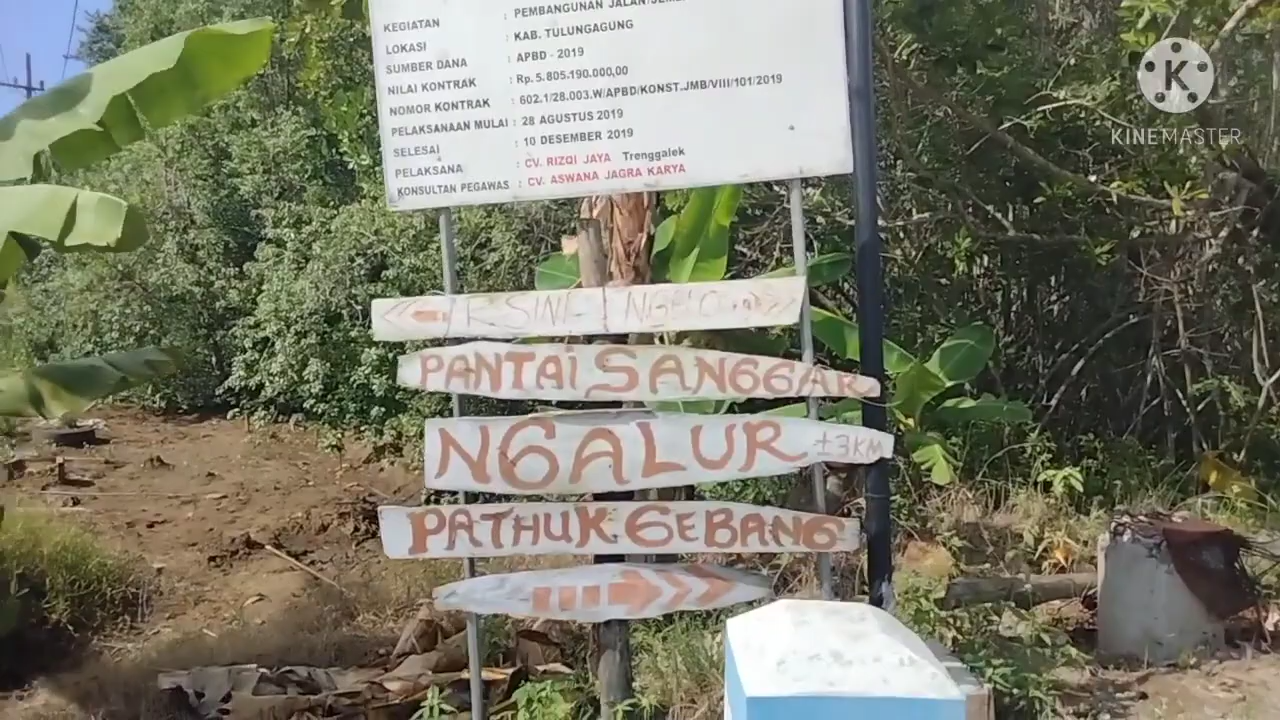 KEGIATAN : PEMBANGUNAN
LOKASI : KAB. TULUNGAGUNG
SUMBER DANA : APBD - 2019
NILAI KONTRAK : Rp. 5.805.190.000,00
NOMOR KONTRAK : 602.1/28.003.W/APBD/KONST.JMB/VIII/101/2019
PELAKSANAAN MULAI : 28 AGUSTUS 2019
SELESAI : 10 DESEMBER 2019
PELAKSANA : CV. RIZQI JAYA Trenggalek
KONSULTAN PEGAWAS : CV. ASWANA JAGRA KARYA
PANTAI SANGGAR
NGALUR ±3KM
PATHUK GEBANG
K
KINEMASTER